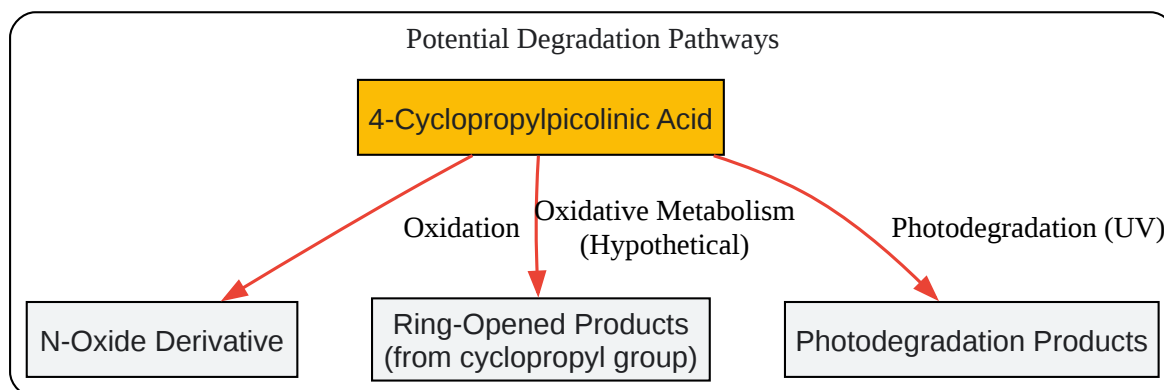 Potential Degradation Pathways
4-Cyclopropylpicolinic Acid
Oxidation
Oxidative Metabolism
(Hypothetical)
Photodegradation (UV)
N-Oxide Derivative
Ring-Opened Products
(from cyclopropyl group)
Photodegradation Products